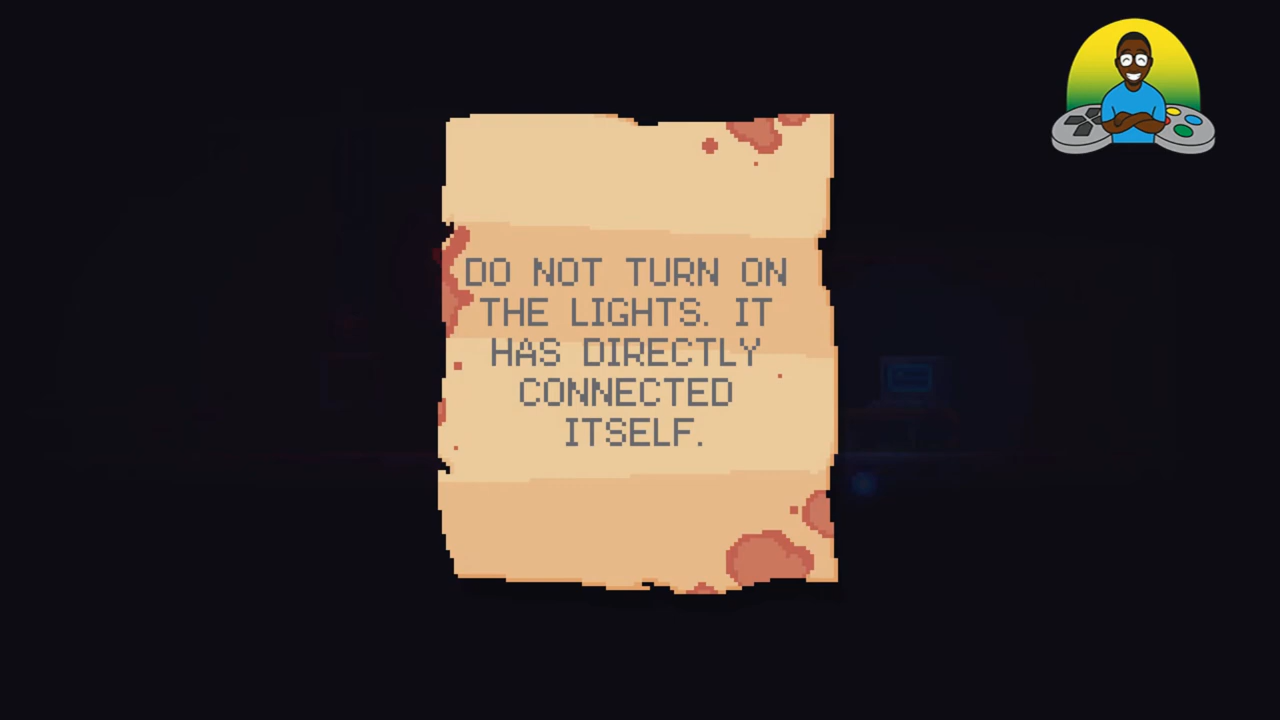 DO NOT TURN ON
THE LIGHTS. IT
HAS DIRECTLY
CONNECTED
ITSELF.